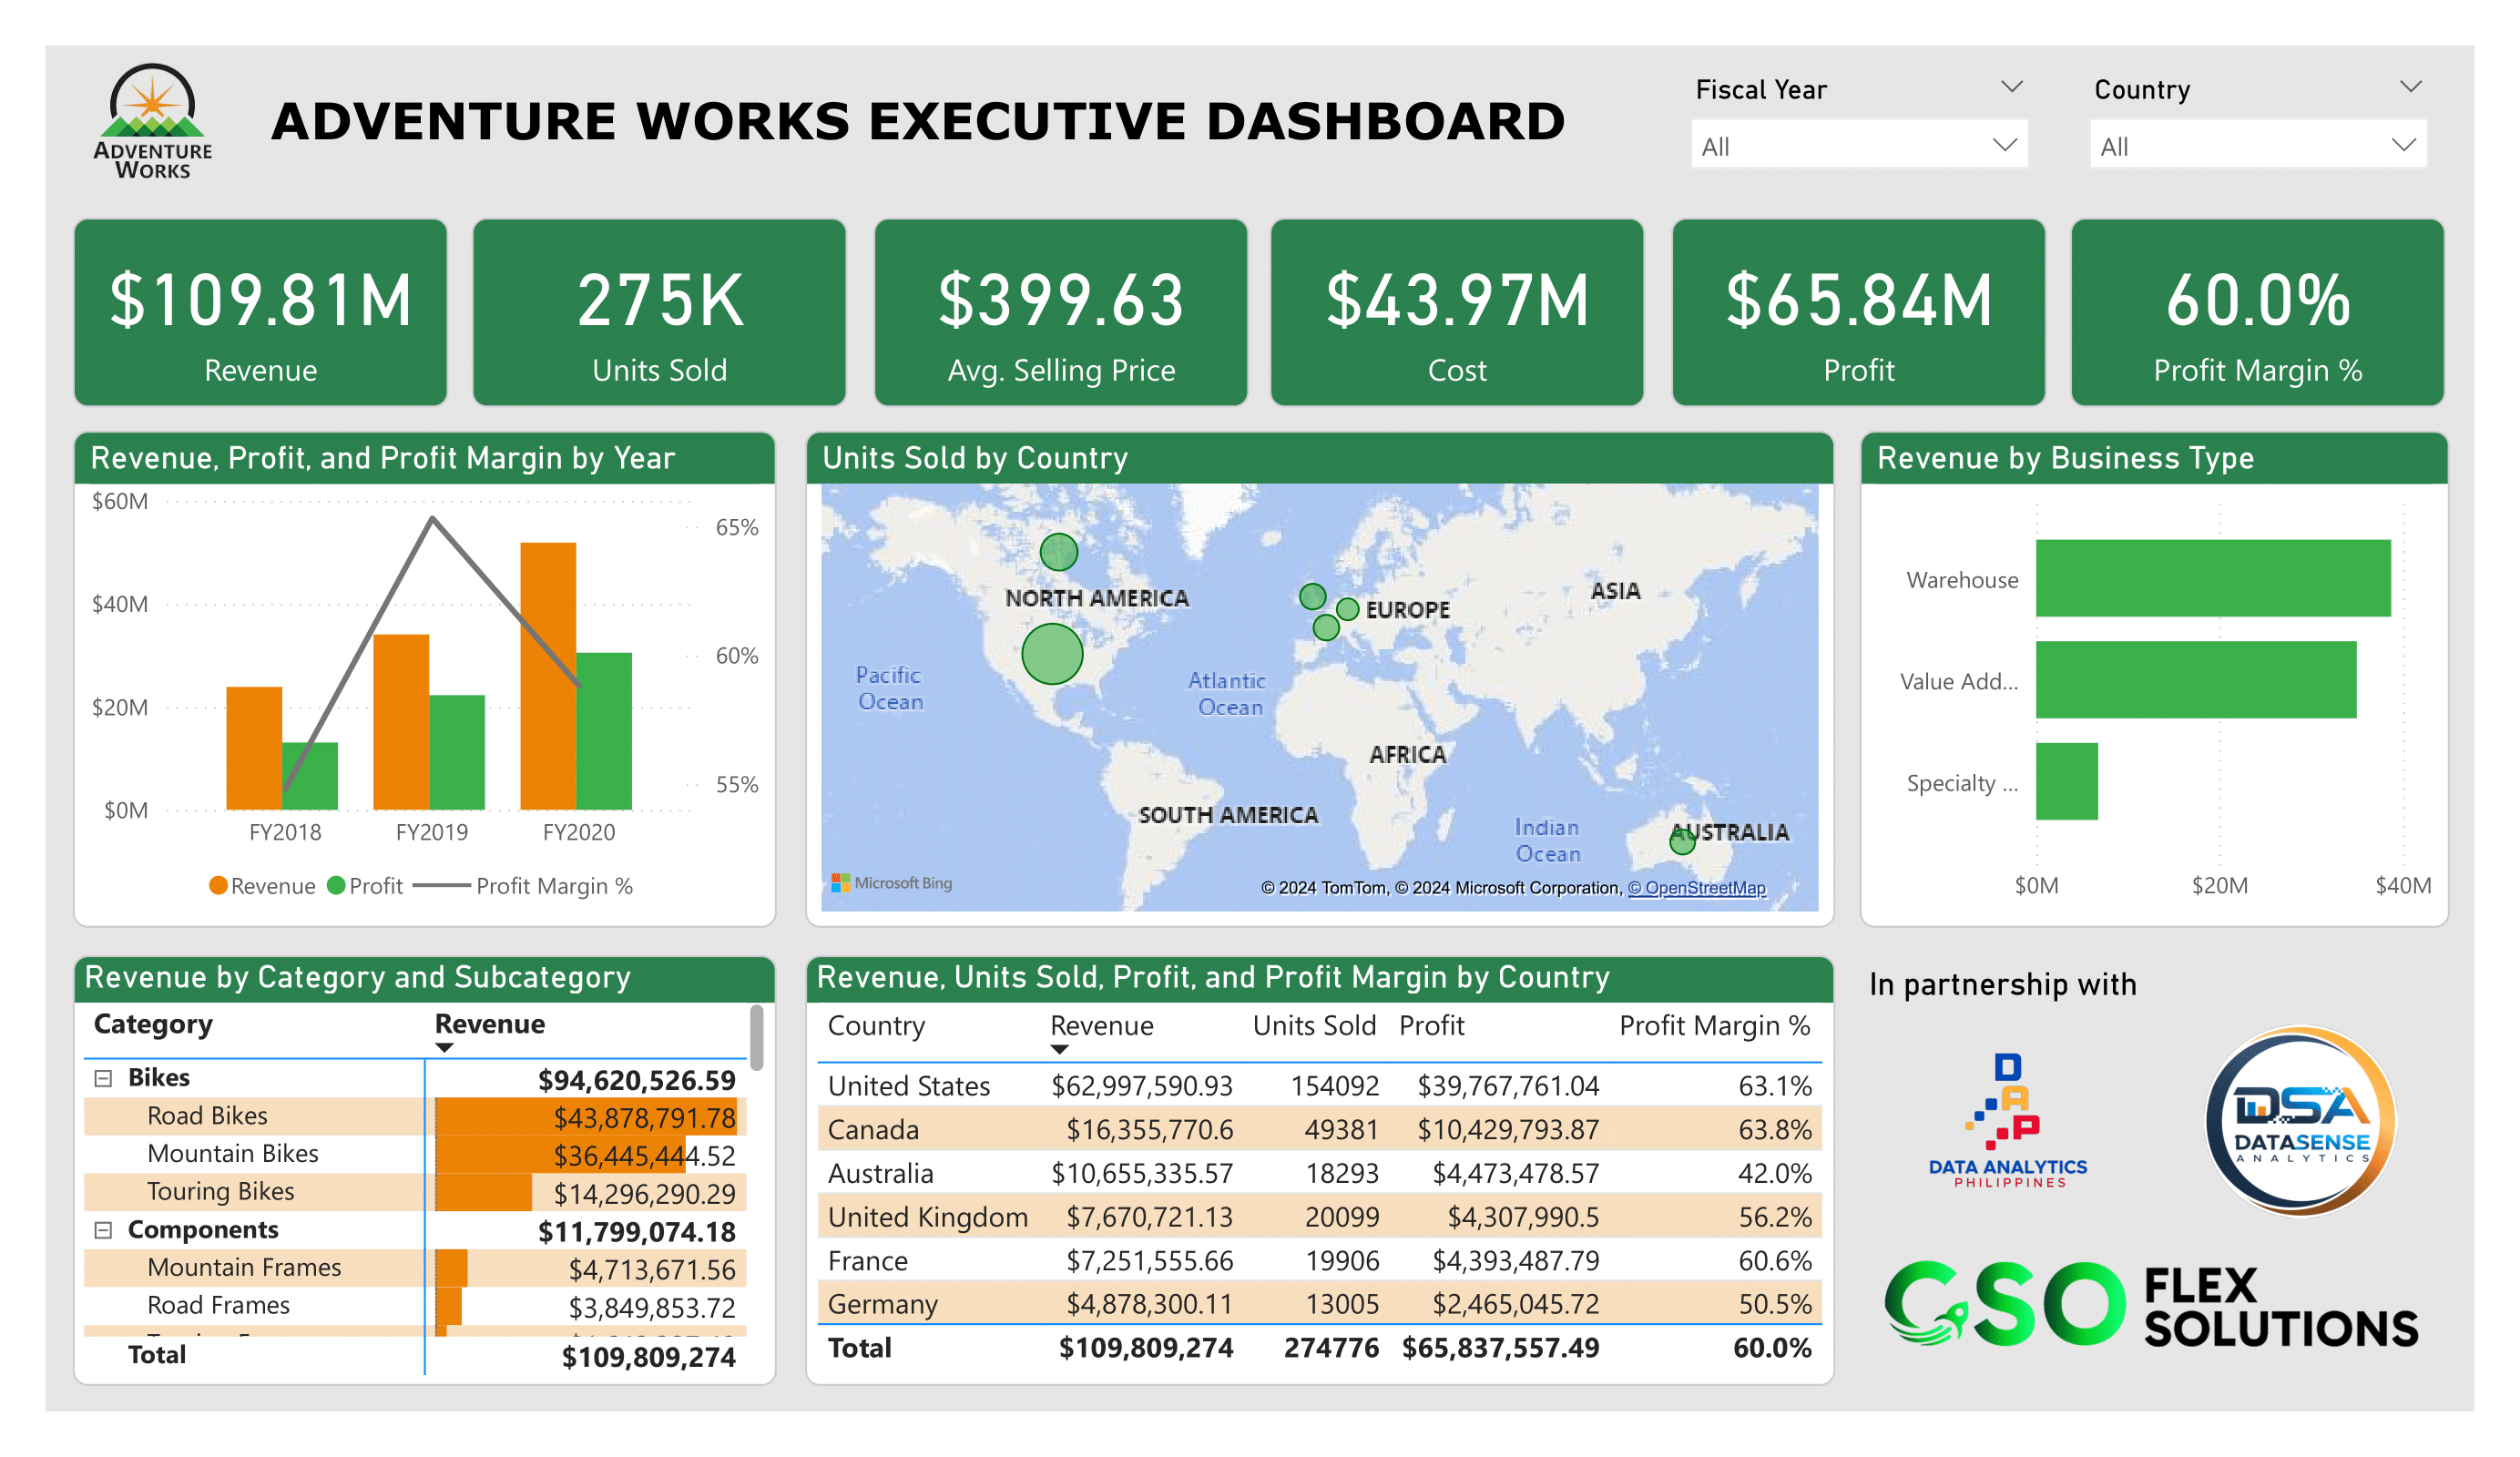 ADVENTURE WORKS
ADVENTURE WORKS EXECUTIVE DASHBOARD
Fiscal Year
All
Country
All
$109.81M
Revenue
275K
Units Sold
$399.63
Avg. Selling Price
$43.97M
Cost
$65.84M
Profit
60.0%
Profit Margin %
Revenue, Profit, and Profit Margin by Year
$60M
$40M
$20M
$0M
65%
60%
55%
FY2018 FY2019 FY2020
Revenue Profit Profit Margin %
Units Sold by Country
NORTH AMERICA
EUROPE
ASIA
Pacific
Ocean
Atlantic
Ocean
AFRICA
SOUTH AMERICA
Indian
Ocean
AUSTRALIA
Microsoft Bing
© 2024 TomTom, © 2024 Microsoft Corporation, © OpenStreetMap
Revenue by Business Type
Warehouse
Value Add...
Specialty ...
$0M $20M $40M
Revenue by Category and Subcategory
Category Revenue
Bikes $94,620,526.59
Road Bikes $43,878,791.78
Mountain Bikes $36,445,444.52
Touring Bikes $14,296,290.29
Components $11,799,074.18
Mountain Frames $4,713,671.56
Road Frames $3,849,853.72
Total $109,809,274
Revenue, Units Sold, Profit, and Profit Margin by Country
Country Revenue Units Sold Profit Profit Margin %
United States $62,997,590.93 154092 $39,767,761.04 63.1%
Canada $16,355,770.6 49381 $10,429,793.87 63.8%
Australia $10,655,335.57 18293 $4,473,478.57 42.0%
United Kingdom $7,670,721.13 20099 $4,307,990.5 56.2%
France $7,251,555.66 19906 $4,393,487.79 60.6%
Germany $4,878,300.11 13005 $2,465,045.72 50.5%
Total $109,809,274 274776 $65,837,557.49 60.0%
In partnership with
DAP
DATA ANALYTICS
PHILIPPINES
DSA
DATASENSE
ANALYTICS
GSO FLEX
SOLUTIONS